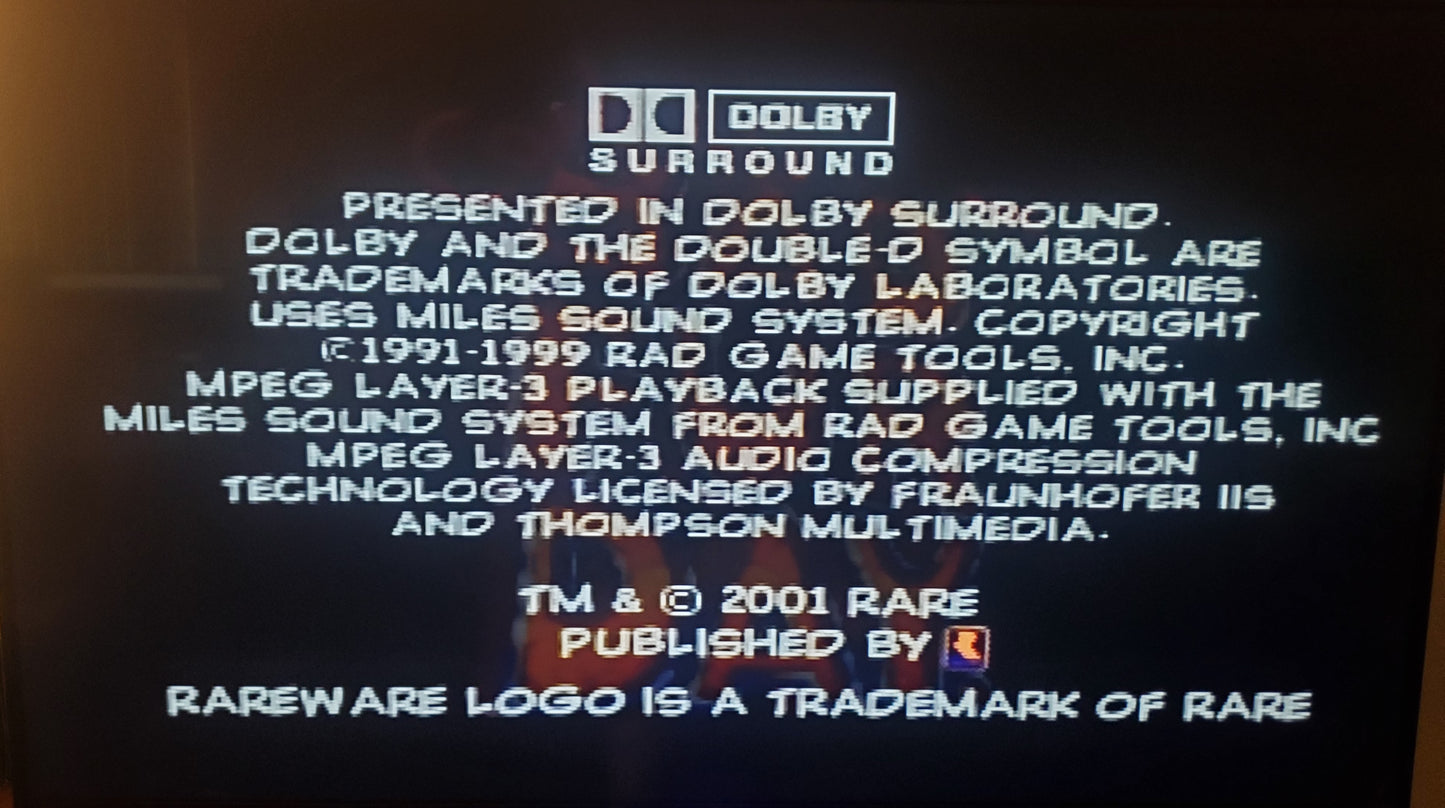 DOLBY
SURROUND
PRESENTED IN DOLBY SURROUND.
DOLBY AND THE DOUBLE-D SYMBOL ARE
TRADEMARKS OF DOLBY LABORATORIES.
USES MILES SOUND SYSTEM. COPYRIGHT
©1991-1999 RAD GAME TOOLS, INC.
MPEG LAYER-3 PLAYBACK SUPPLIED WITH THE
MILES SOUND SYSTEM FROM RAD GAME TOOLS, INC
MPEG LAYER-3 AUDIO COMPRESSION
TECHNOLOGY LICENSED BY FRAUNHOFER IIS
AND THOMPSON MULTIMEDIA.
DAY
TM & © 2001 RARE
PUBLISHED BY
RAREWARE LOGO IS A TRADEMARK OF RARE